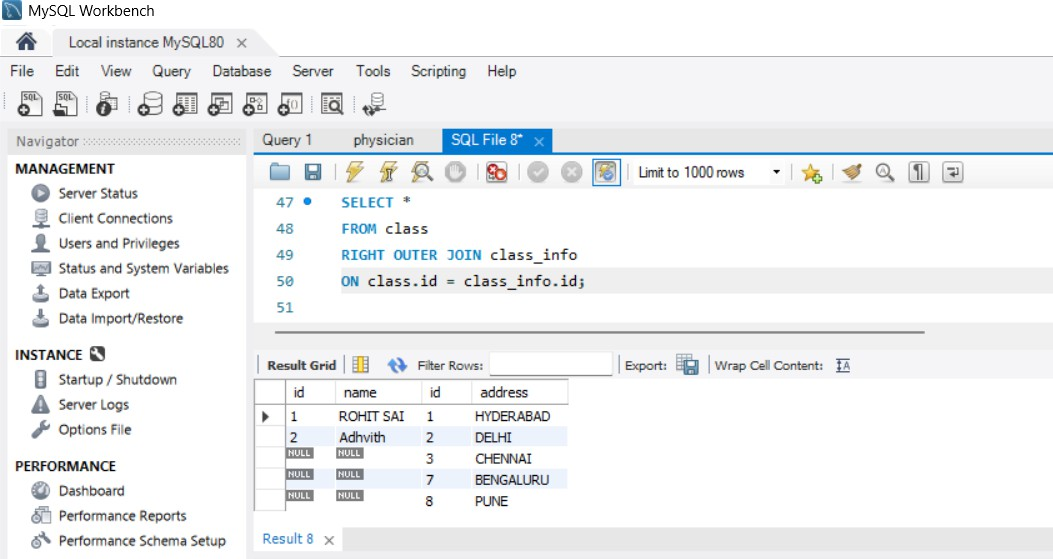 MySQL Workbench
Local instance MySQL80
File Edit View Query Database Server Tools Scripting Help
Navigator
MANAGEMENT
Server Status
Client Connections
Users and Privileges
Status and System Variables
Data Export
Data Import/Restore
INSTANCE
Startup / Shutdown
Server Logs
Options File
PERFORMANCE
Dashboard
Performance Reports
Performance Schema Setup
Query 1 physician SQL File 8*
Limit to 1000 rows
47 SELECT *
48 FROM class
49 RIGHT OUTER JOIN class_info
50 ON class.id = class_info.id;
51
Result Grid Filter Rows: Export: Wrap Cell Content:
id name id address
1 ROHIT SAI 1 HYDERABAD
2 Adhvith 2 DELHI
NULL NULL 3 CHENNAI
NULL NULL 7 BENGALURU
NULL NULL 8 PUNE
Result 8